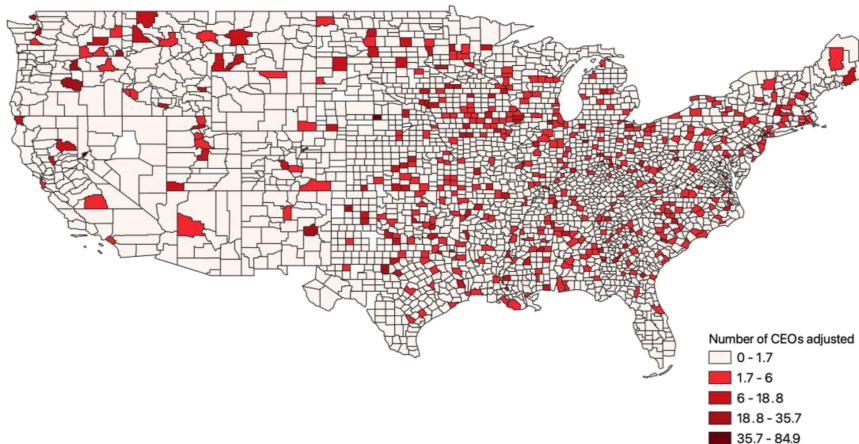 Number of CEOs adjusted
0 - 1.7
1.7 - 6
6 - 18.8
18.8 - 35.7
35.7 - 84.9